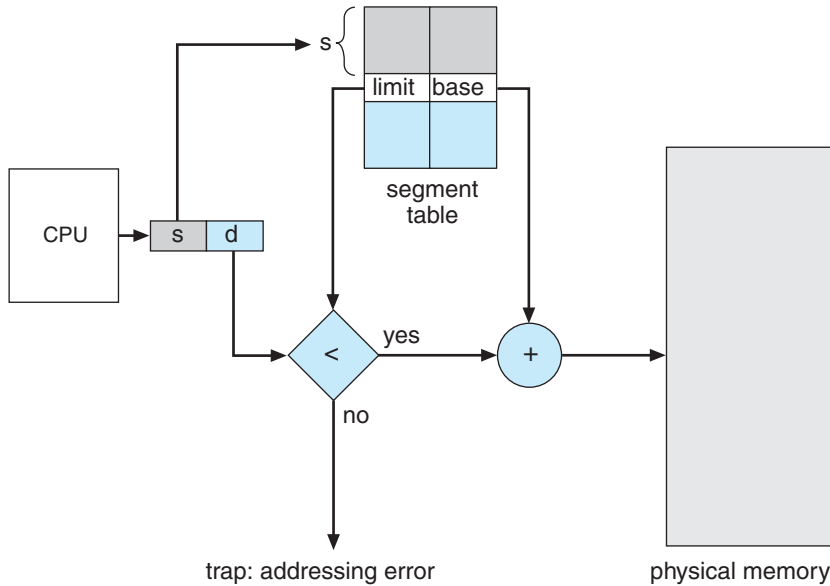 s
limit base
segment
table
CPU
s d
<
yes
+
no
trap: addressing error
physical memory